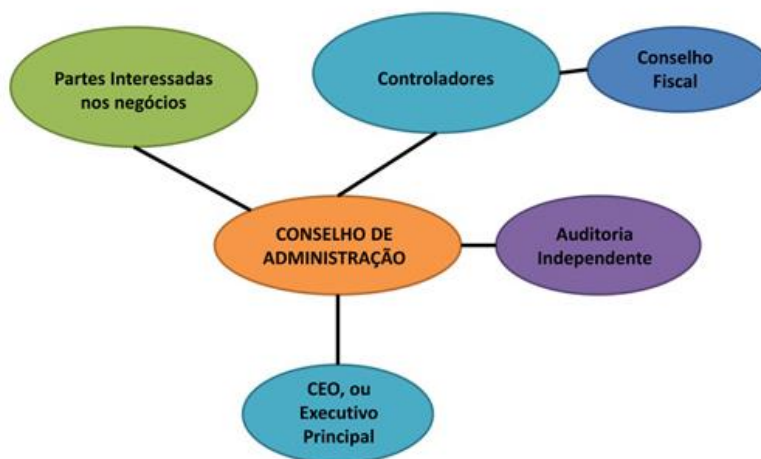 Partes Interessadas
nos negócios
Controladores
Conselho
Fiscal
CONSELHO DE
ADMINISTRAÇÃO
Auditoria
Independente
CEO, ou
Executivo
Principal